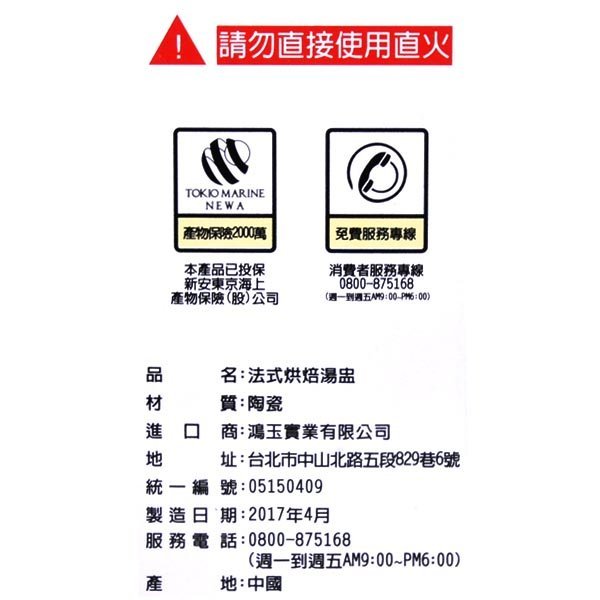 請勿直接使用直火
TOKIO MARINE
NEWA
產物保險2000萬
本產品已投保
新安東京海上
產物保險(股)公司
免費服務專線
消費者服務專線
0800-875168
(週一到週五AM9:00-PM6:00)
品名:法式烘焙湯盅
材質:陶瓷
進口商:鴻玉實業有限公司
地址:台北市中山北路五段829巷6號
統一編號:05150409
製造日期:2017年4月
服務電話:0800-875168
(週一到週五AM9:00~PM6:00)
產地:中國